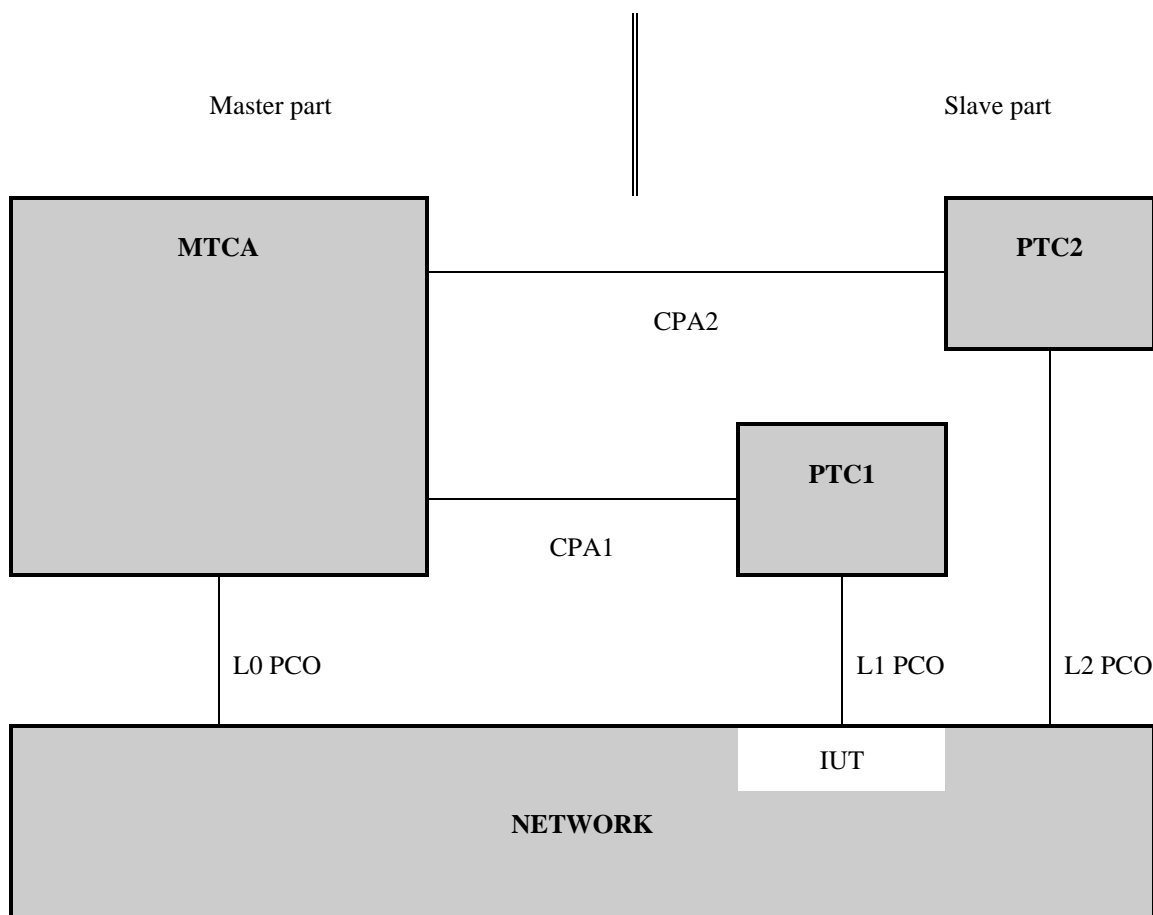 Master part
Slave part
MTCA
PTC2
CPA2
PTC1
CPA1
L0 PCO
L1 PCO
L2 PCO
IUT
NETWORK